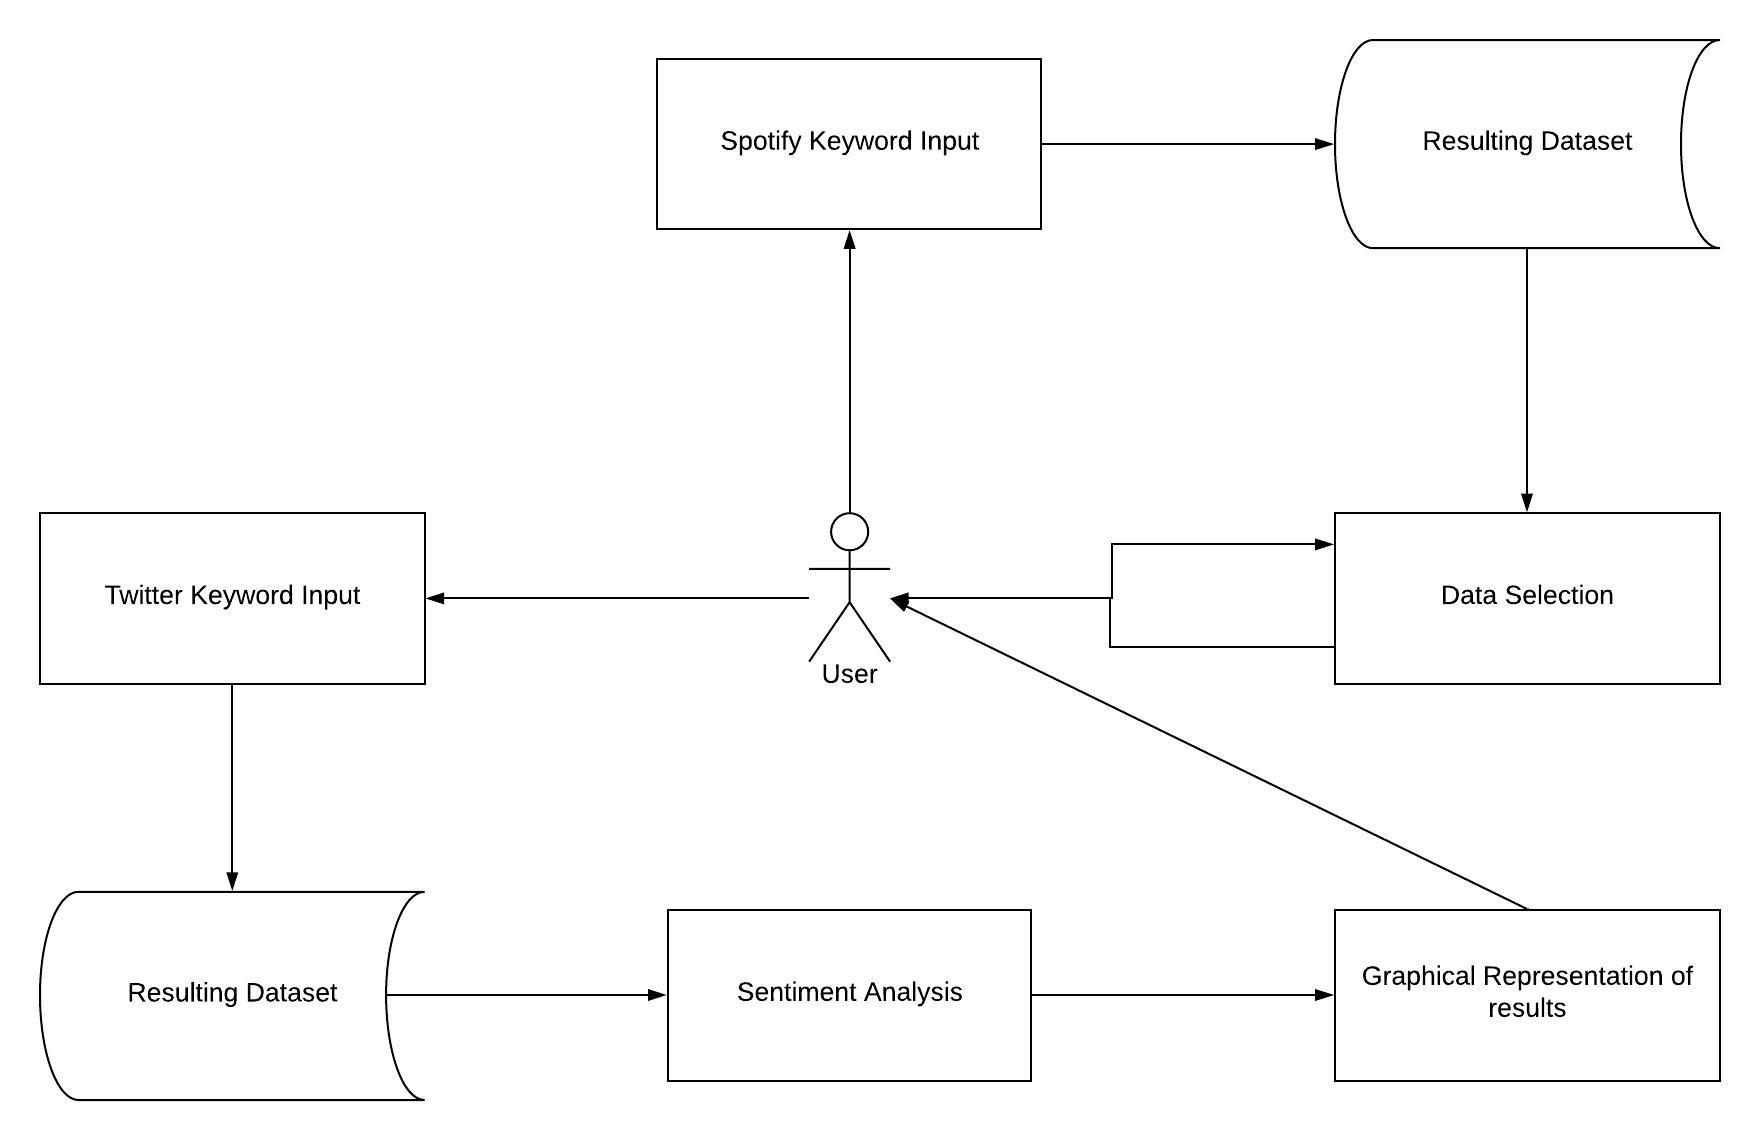 Spotify Keyword Input
Resulting Dataset
Twitter Keyword Input
User
Data Selection
Resulting Dataset
Sentiment Analysis
Graphical Representation of
results